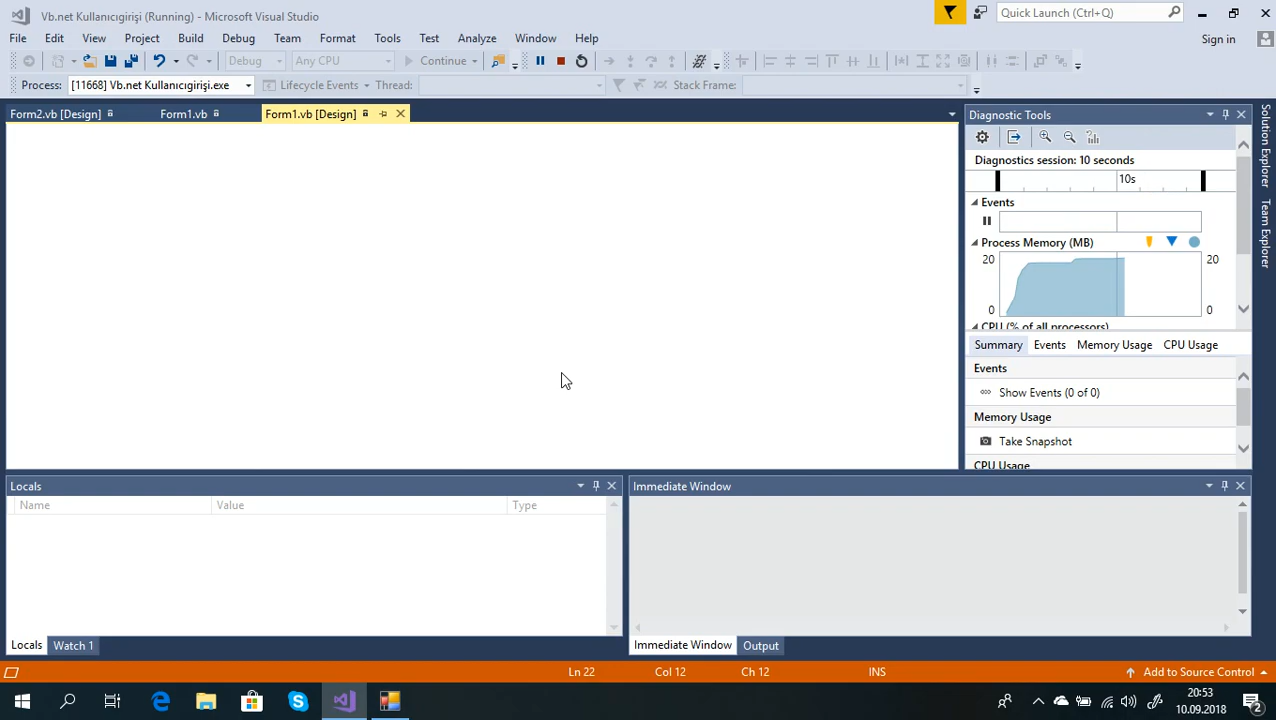 Vb.net Kullanıcıgirişi (Running) - Microsoft Visual Studio
Quick Launch (Ctrl+Q)
File Edit View Project Build Debug Team Format Tools Test Analyze Window Help
Sign in
Debug Any CPU Continue
Process: [11668] Vb.net Kullanıcıgirişi.exe Lifecycle Events Thread: Stack Frame:
Form2.vb [Design] Form1.vb Form1.vb [Design]
Diagnostic Tools
Solution Explorer
Team Explorer
Diagnostics session: 10 seconds
10s
Events
Process Memory (MB)
20 20
0 0
CPU (% of all processors)
Summary Events Memory Usage CPU Usage
Events
Show Events (0 of 0)
Memory Usage
Take Snapshot
CPU Usage
Locals
Name Value Type
Locals Watch 1
Immediate Window
Immediate Window Output
Ln 22 Col 12 Ch 12 INS Add to Source Control
20:53
10.09.2018
2